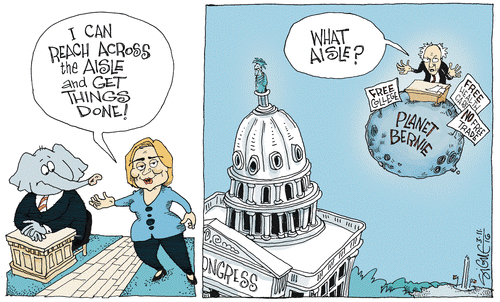 I CAN
REACH ACROSS
the AISLE
and GET
THINGS
DONE!
WHAT
AISLE?
FREE
COLLEGE
PLANET
BERNIE
FREE
NO FREE
TRADE
CONGRESS